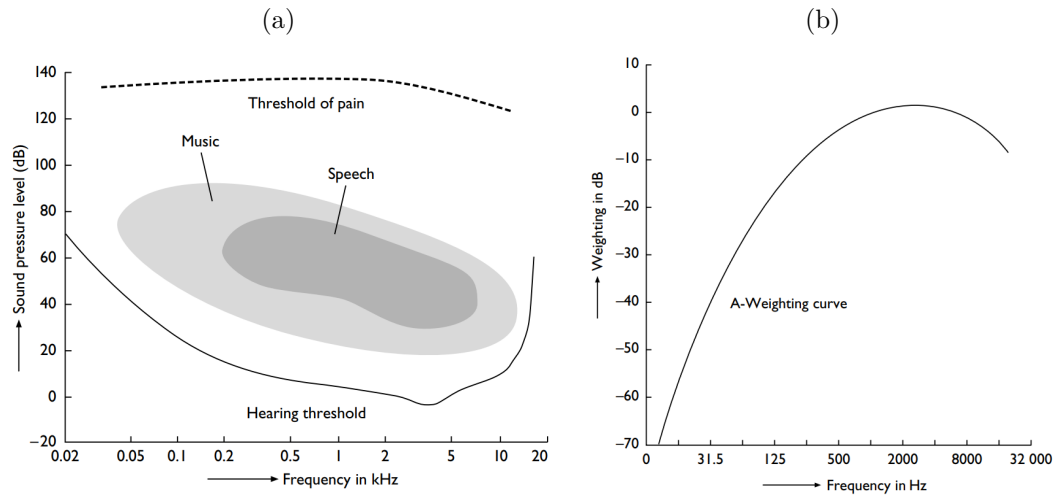 (a)
140
120
100
80
60
40
20
0
−20
Sound pressure level (dB)
Threshold of pain
Music
Speech
Hearing threshold
0.02 0.05 0.1 0.2 0.5 1 2 5 10 20
Frequency in kHz
(b)
10
0
−10
−20
−30
−40
−50
−60
−70
Weighting in dB
A-Weighting curve
0 31.5 125 500 2000 8000 32 000
Frequency in Hz